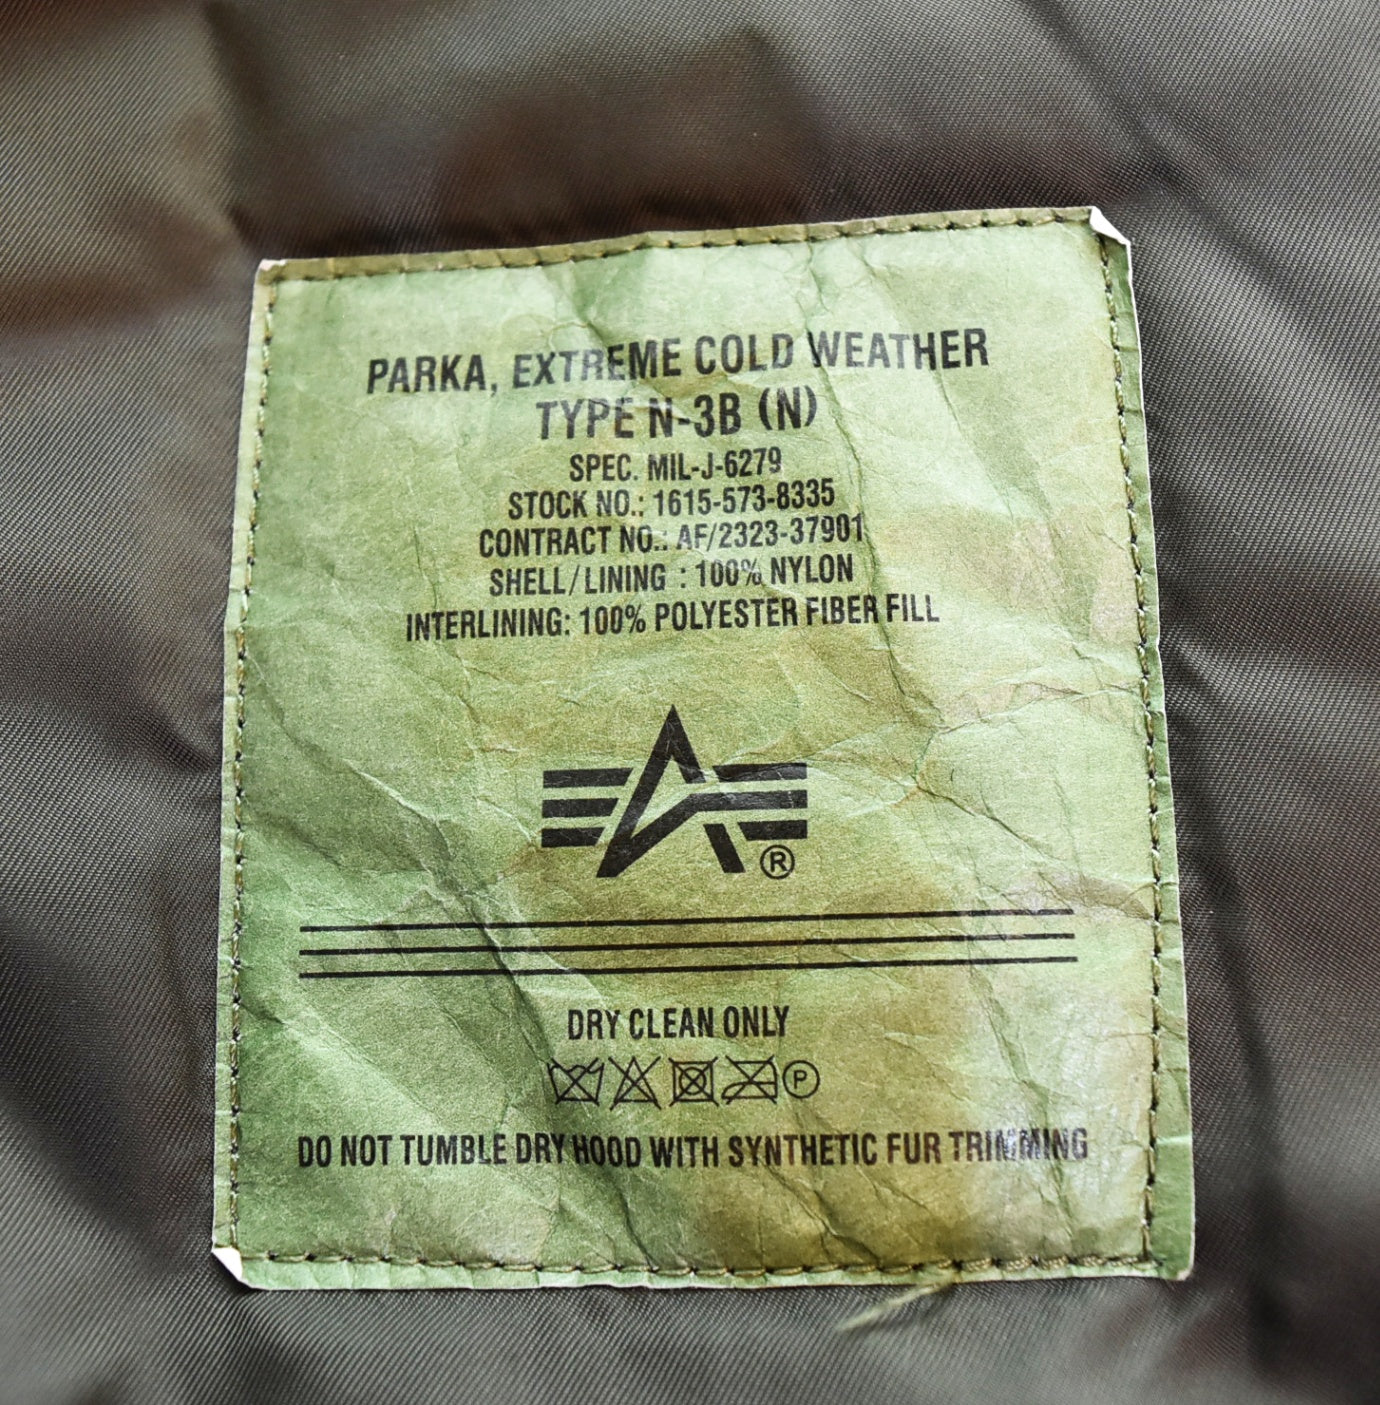 PARKA, EXTREME COLD WEATHER
TYPE N-3B (N)
SPEC. MIL-J-6279
STOCK NO.: 1615-573-8335
CONTRACT NO.: AF/2323-37901
SHELL/LINING : 100% NYLON
INTERLINING: 100% POLYESTER FIBER FILL
®
DRY CLEAN ONLY
P
DO NOT TUMBLE DRY HOOD WITH SYNTHETIC FUR TRIMMING